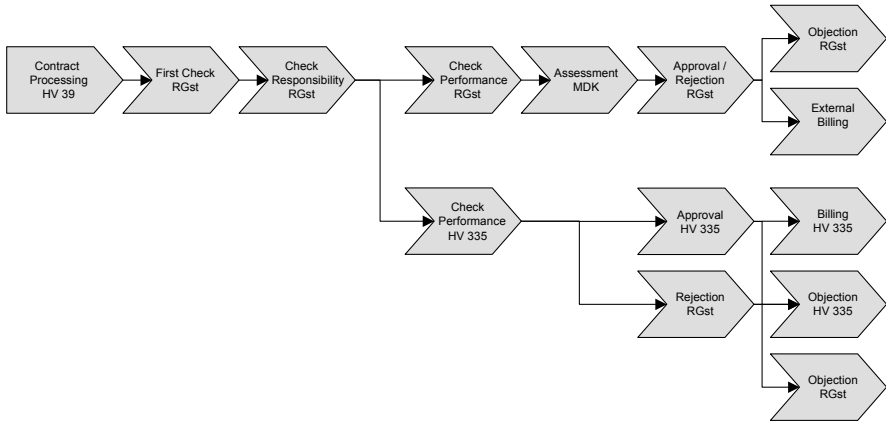 Contract
Processing
HV 39
First Check
RGst
Check
Responsibility
RGst
Check
Performance
RGst
Assessment
MDK
Approval /
Rejection
RGst
Objection
RGst
External
Billing
Check
Performance
HV 335
Approval
HV 335
Billing
HV 335
Rejection
RGst
Objection
HV 335
Objection
RGst